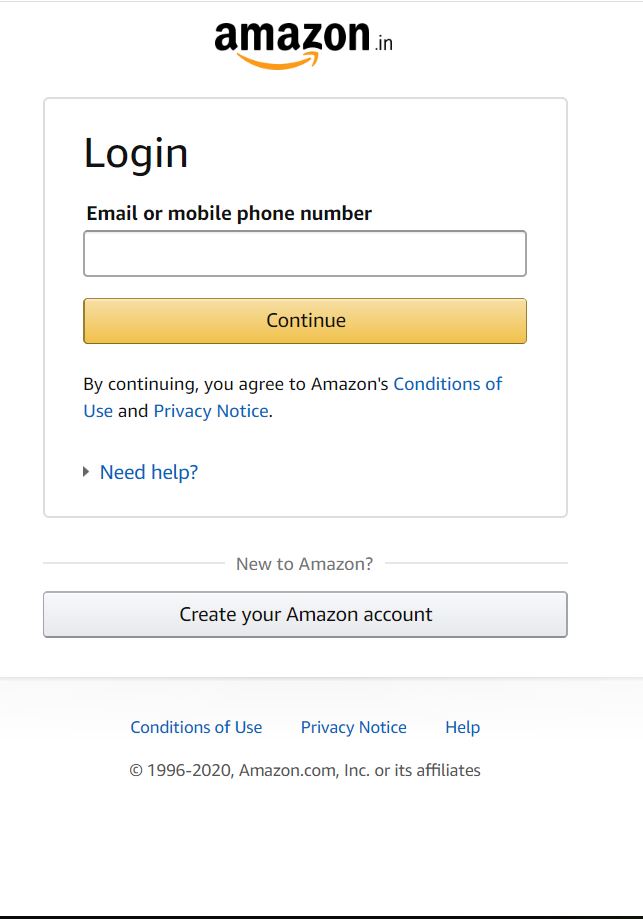 amazon.in
Login
Email or mobile phone number
Continue
By continuing, you agree to Amazon's Conditions of
Use and Privacy Notice.
Need help?
New to Amazon?
Create your Amazon account
Conditions of Use Privacy Notice Help
© 1996-2020, Amazon.com, Inc. or its affiliates